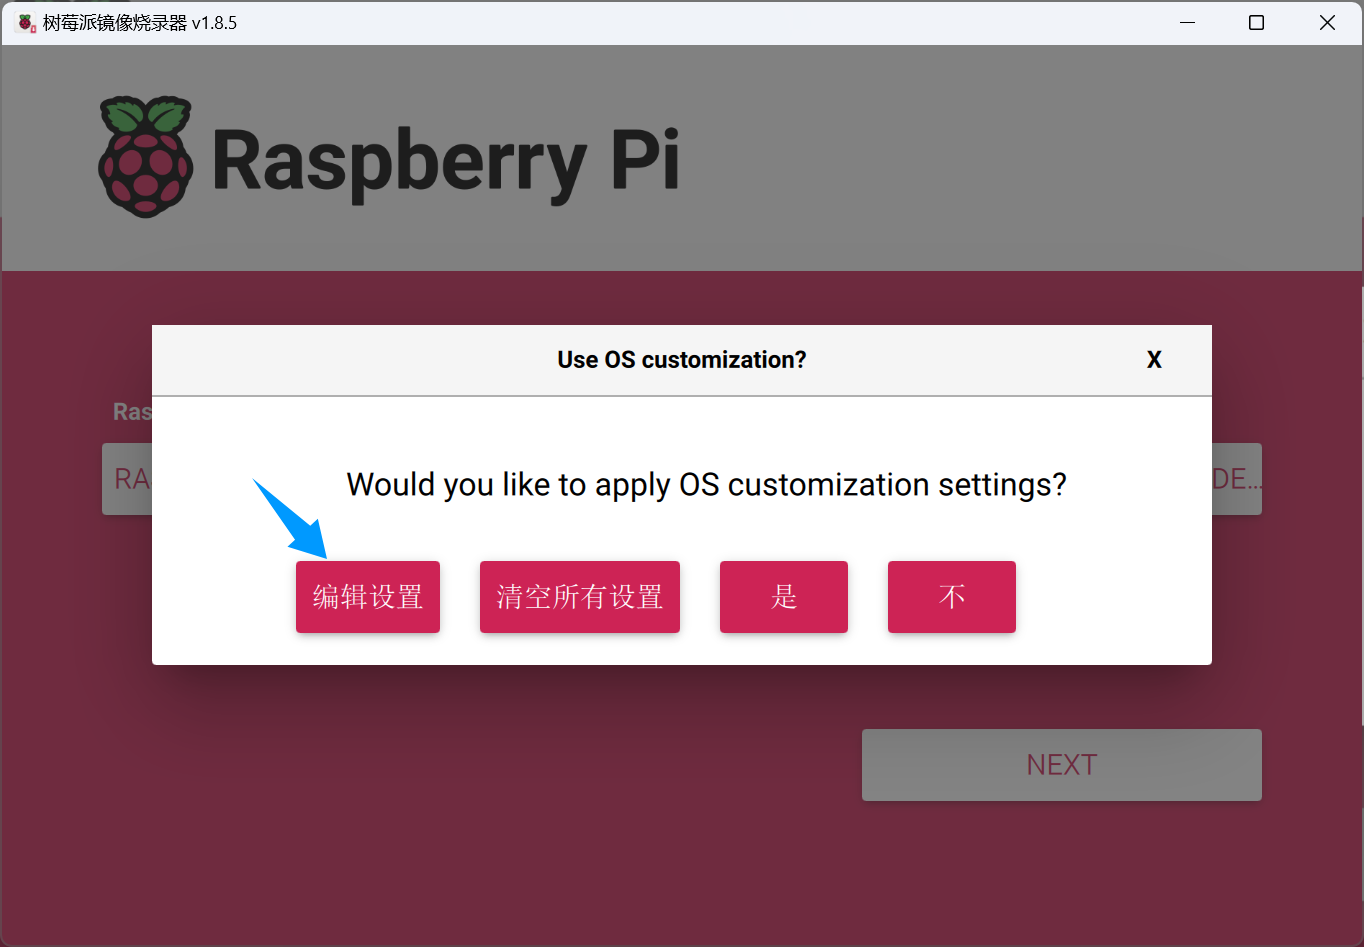 树莓派镜像烧录器 v1.8.5
Raspberry Pi
Use OS customization?
X
Ras
RA
DE...
Would you like to apply OS customization settings?
编辑设置
清空所有设置
是
不
NEXT